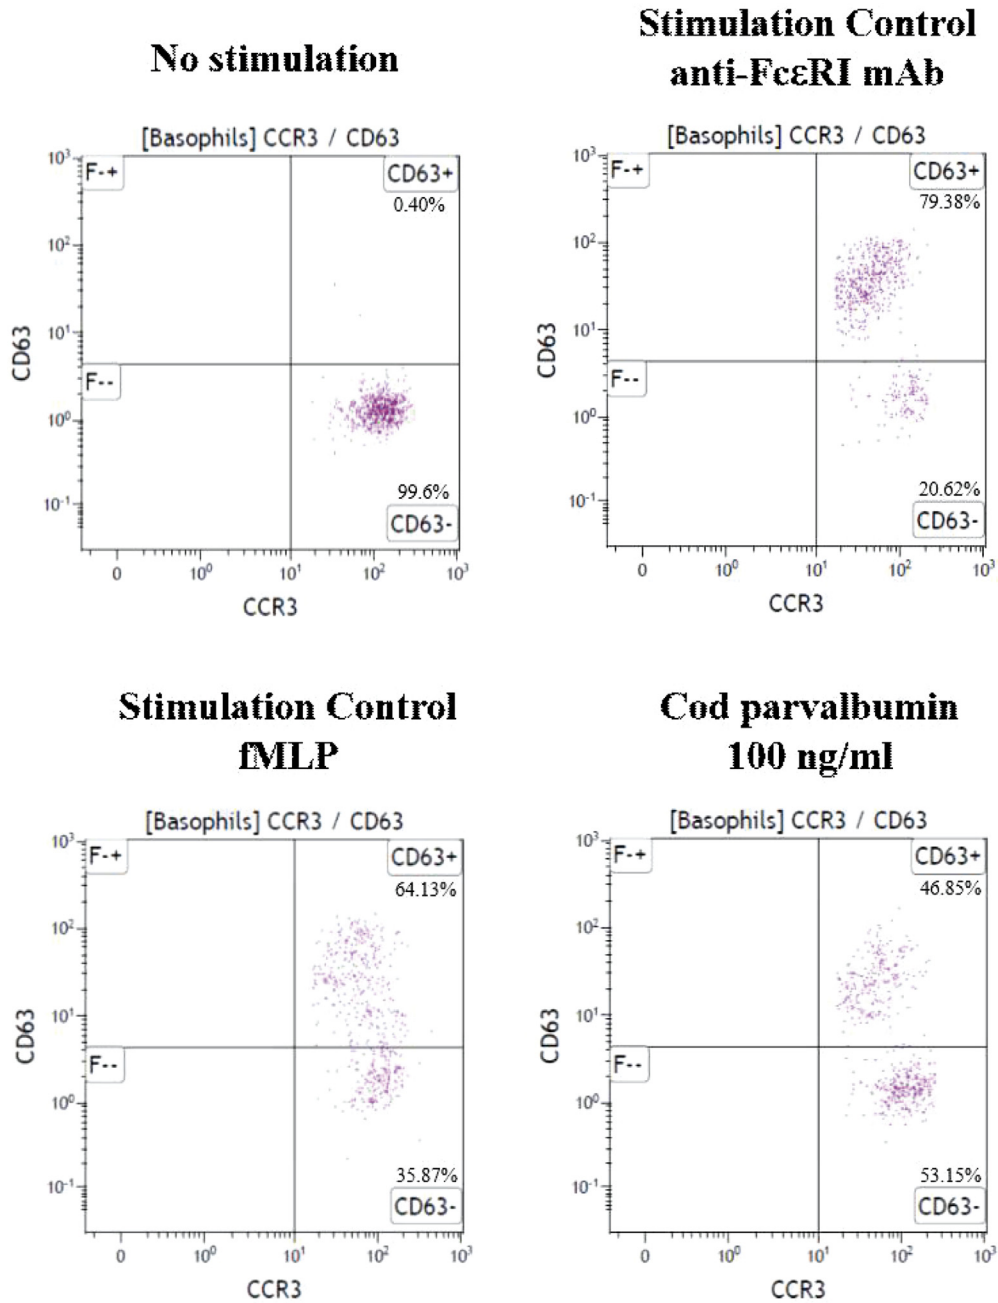 No stimulation
[Basophils] CCR3 / CD63
10³
F-+
CD63+
0.40%
10²
10¹
F--
10⁰
99.6%
10⁻¹
CD63-
0 10⁰ 10¹ 10² 10³
CCR3
CD63
Stimulation Control
anti-FcεRI mAb
[Basophils] CCR3 / CD63
10³
F-+
CD63+
79.38%
10²
10¹
F--
10⁰
20.62%
10⁻¹
CD63-
0 10⁰ 10¹ 10² 10³
CCR3
CD63
Stimulation Control
fMLP
[Basophils] CCR3 / CD63
10³
F-+
CD63+
64.13%
10²
10¹
F--
10⁰
35.87%
10⁻¹
CD63-
0 10⁰ 10¹ 10² 10³
CCR3
CD63
Cod parvalbumin
100 ng/ml
[Basophils] CCR3 / CD63
10³
F-+
CD63+
46.85%
10²
10¹
F--
10⁰
53.15%
10⁻¹
CD63-
0 10⁰ 10¹ 10² 10³
CCR3
CD63